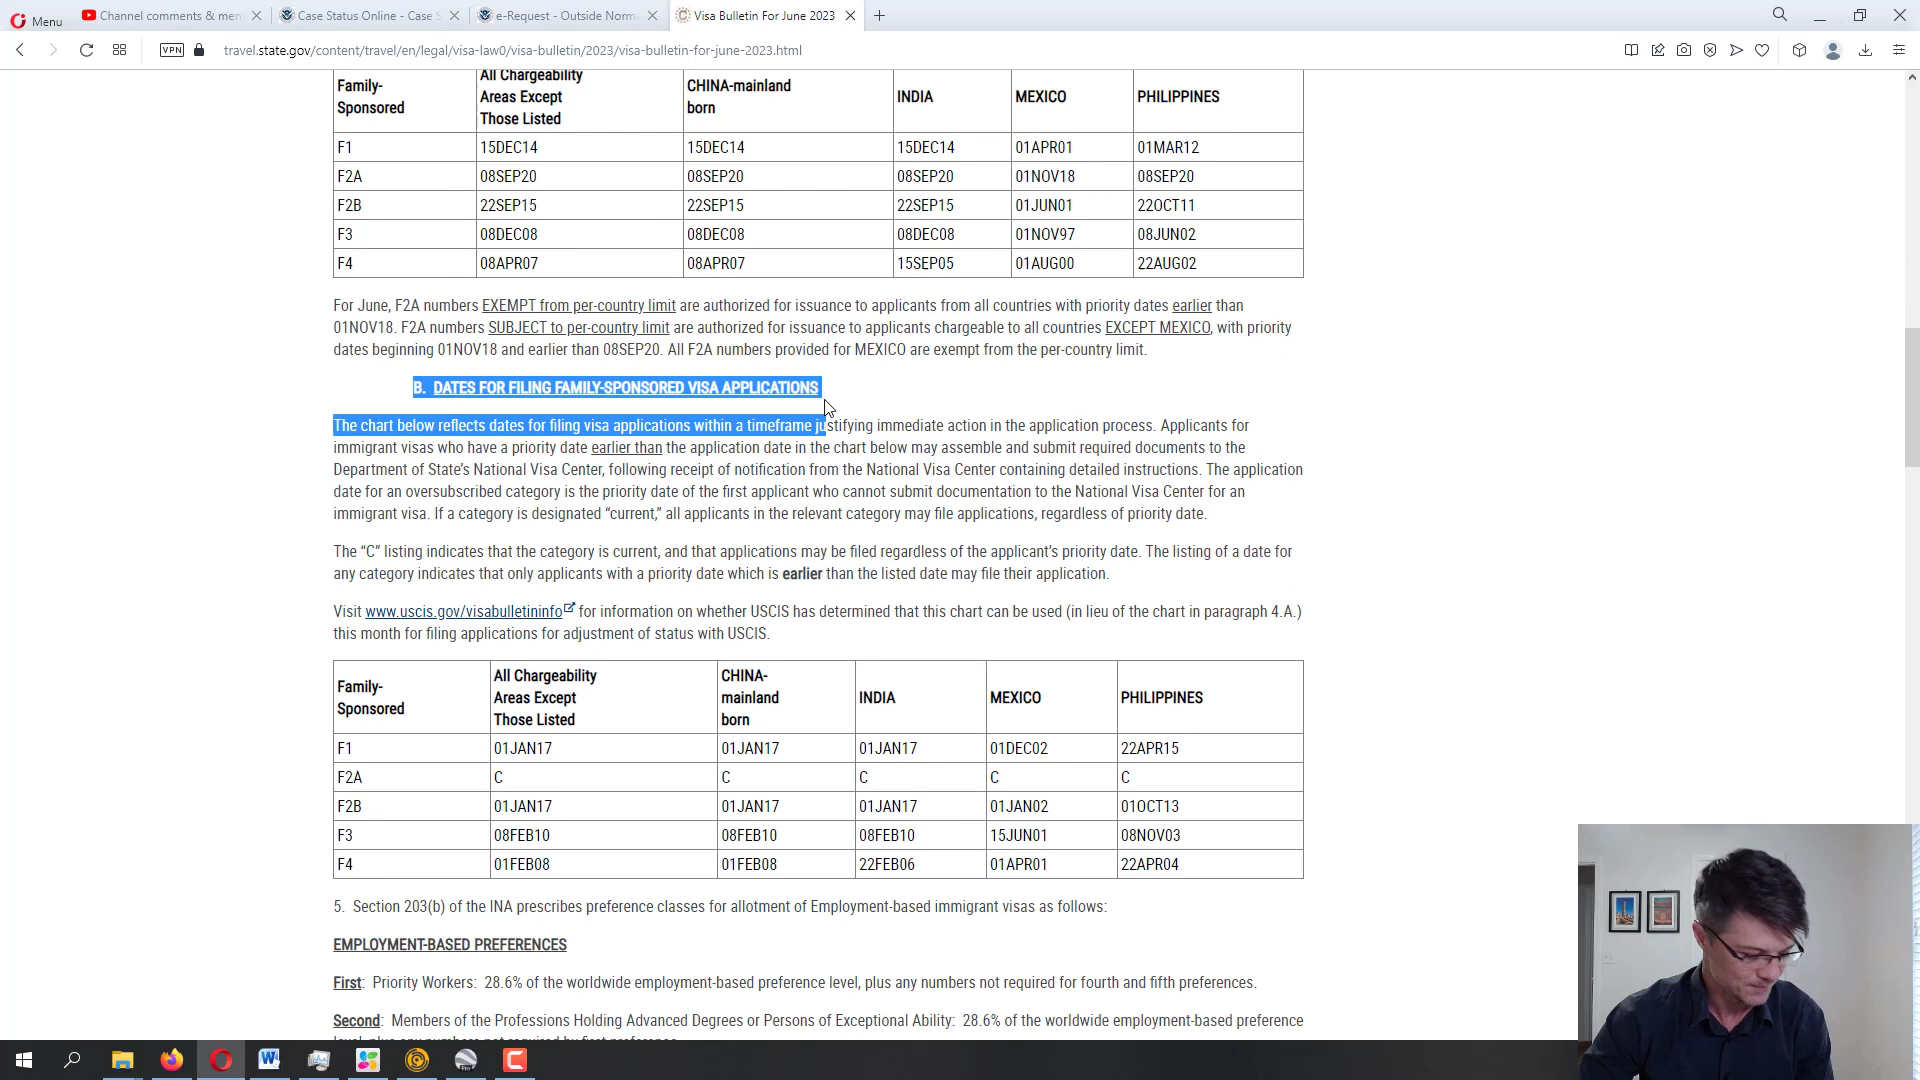 Menu
Channel comments & men
Case Status Online - Case S
e-Request - Outside Norma
Visa Bulletin For June 2023
VPN
travel.state.gov/content/travel/en/legal/visa-law0/visa-bulletin/2023/visa-bulletin-for-june-2023.html
Family-Sponsored All Chargeability Areas Except Those Listed CHINA-mainland born INDIA MEXICO PHILIPPINES
F1 15DEC14 15DEC14 15DEC14 01APR01 01MAR12
F2A 08SEP20 08SEP20 08SEP20 01NOV18 08SEP20
F2B 22SEP15 22SEP15 22SEP15 01JUN01 22OCT11
F3 08DEC08 08DEC08 08DEC08 01NOV97 08JUN02
F4 08APR07 08APR07 15SEP05 01AUG00 22AUG02
For June, F2A numbers EXEMPT from per-country limit are authorized for issuance to applicants from all countries with priority dates earlier than
01NOV18. F2A numbers SUBJECT to per-country limit are authorized for issuance to applicants chargeable to all countries EXCEPT MEXICO, with priority
dates beginning 01NOV18 and earlier than 08SEP20. All F2A numbers provided for MEXICO are exempt from the per-country limit.
B. DATES FOR FILING FAMILY-SPONSORED VISA APPLICATIONS
The chart below reflects dates for filing visa applications within a timeframe justifying immediate action in the application process. Applicants for
immigrant visas who have a priority date earlier than the application date in the chart below may assemble and submit required documents to the
Department of State's National Visa Center, following receipt of notification from the National Visa Center containing detailed instructions. The application
date for an oversubscribed category is the priority date of the first applicant who cannot submit documentation to the National Visa Center for an
immigrant visa. If a category is designated “current,” all applicants in the relevant category may file applications, regardless of priority date.
The “C” listing indicates that the category is current, and that applications may be filed regardless of the applicant's priority date. The listing of a date for
any category indicates that only applicants with a priority date which is earlier than the listed date may file their application.
Visit www.uscis.gov/visabulletininfo for information on whether USCIS has determined that this chart can be used (in lieu of the chart in paragraph 4.A.)
this month for filing applications for adjustment of status with USCIS.
Family-Sponsored All Chargeability Areas Except Those Listed CHINA-mainland born INDIA MEXICO PHILIPPINES
F1 01JAN17 01JAN17 01JAN17 01DEC02 22APR15
F2A C C C C C
F2B 01JAN17 01JAN17 01JAN17 01JAN02 01OCT13
F3 08FEB10 08FEB10 08FEB10 15JUN01 08NOV03
F4 01FEB08 01FEB08 22FEB06 01APR01 22APR04
5. Section 203(b) of the INA prescribes preference classes for allotment of Employment-based immigrant visas as follows:
EMPLOYMENT-BASED PREFERENCES
First: Priority Workers: 28.6% of the worldwide employment-based preference level, plus any numbers not required for fourth and fifth preferences.
Second: Members of the Professions Holding Advanced Degrees or Persons of Exceptional Ability: 28.6% of the worldwide employment-based preference
level, plus any numbers not required by first preference.